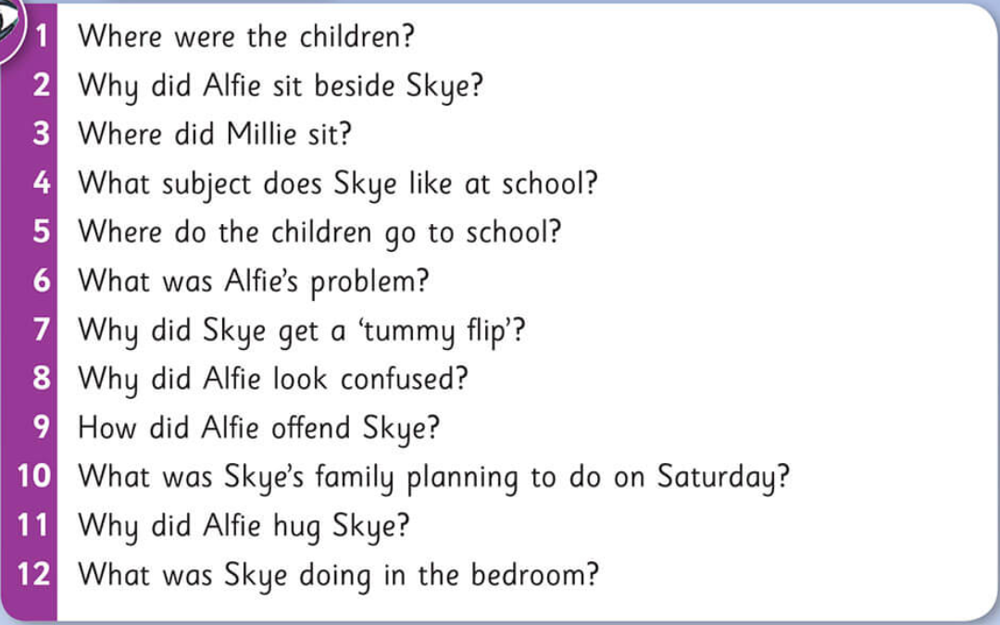 1 Where were the children?
2 Why did Alfie sit beside Skye?
3 Where did Millie sit?
4 What subject does Skye like at school?
5 Where do the children go to school?
6 What was Alfie's problem?
7 Why did Skye get a ‘tummy flip’?
8 Why did Alfie look confused?
9 How did Alfie offend Skye?
10 What was Skye's family planning to do on Saturday?
11 Why did Alfie hug Skye?
12 What was Skye doing in the bedroom?